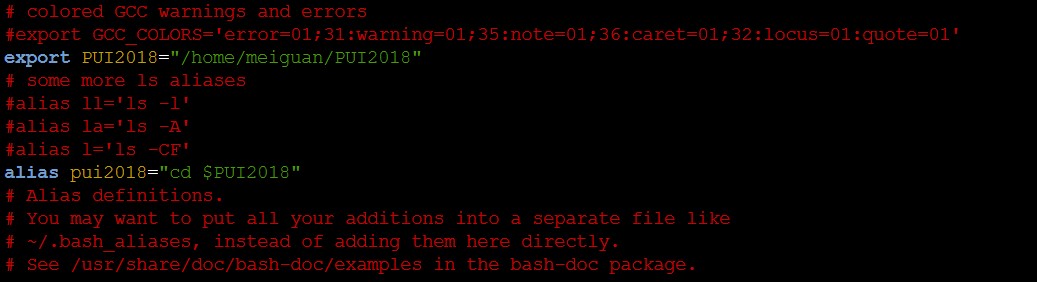 # colored GCC warnings and errors
#export GCC_COLORS='error=01;31:warning=01;35:note=01;36:caret=01;32:locus=01:quote=01'
export PUI2018="/home/meiguan/PUI2018"
# some more ls aliases
#alias ll='ls -l'
#alias la='ls -A'
#alias l='ls -CF'
alias pui2018="cd $PUI2018"
# Alias definitions.
# You may want to put all your additions into a separate file like
# ~/.bash_aliases, instead of adding them here directly.
# See /usr/share/doc/bash-doc/examples in the bash-doc package.